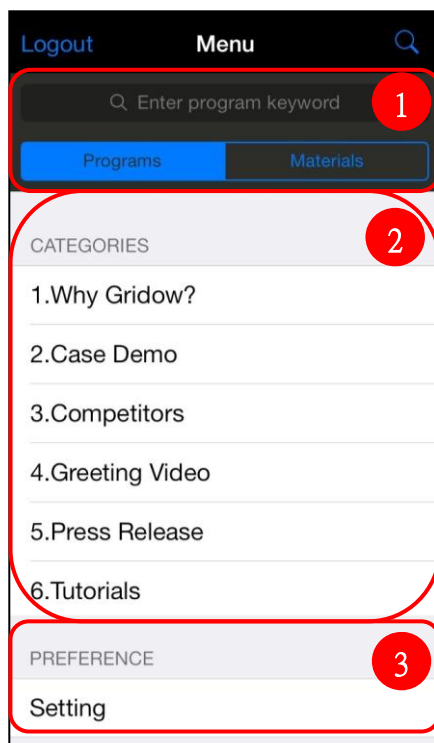 Logout Menu
Enter program keyword
1
Programs Materials
2
CATEGORIES
1.Why Gridow?
2.Case Demo
3.Competitors
4.Greeting Video
5.Press Release
6.Tutorials
PREFERENCE
3
Setting